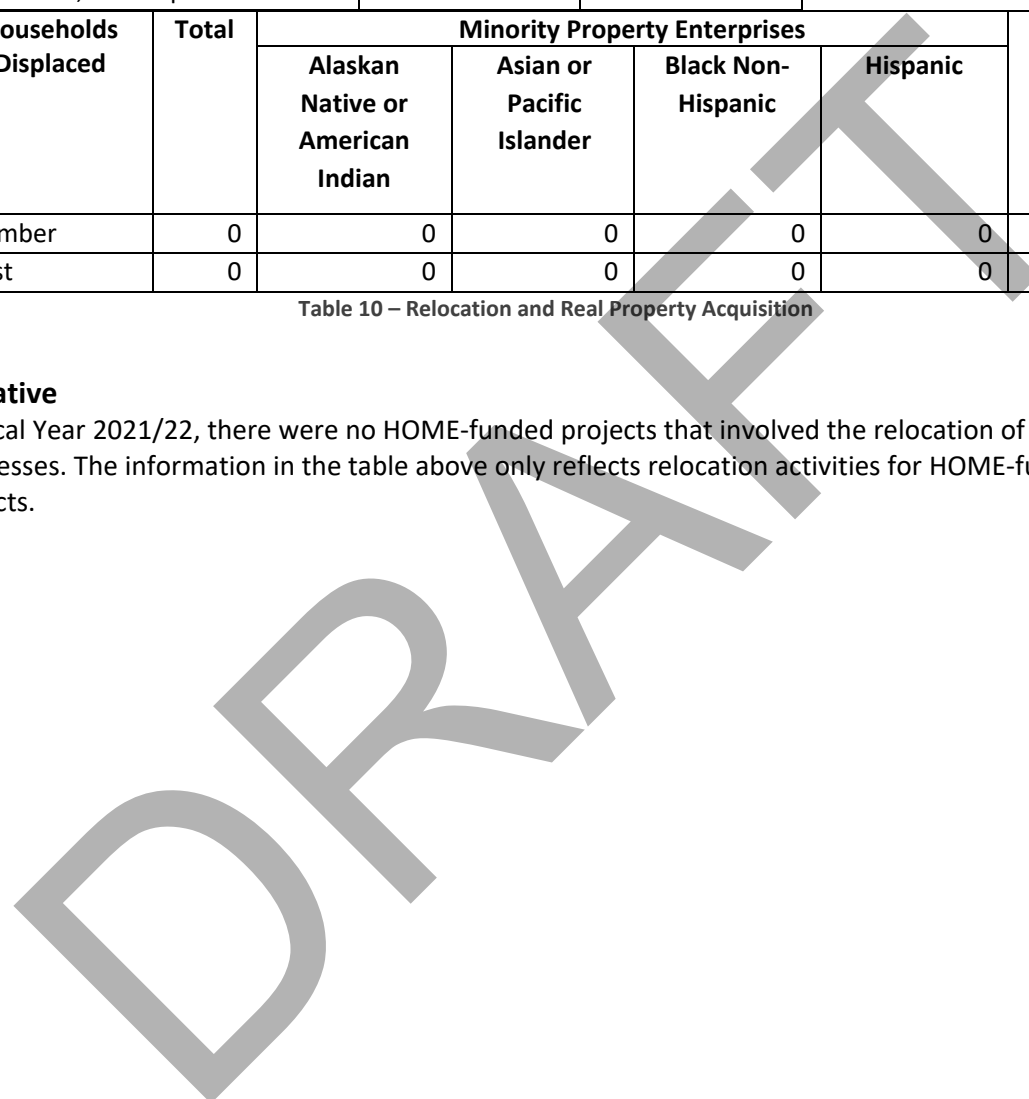 ouseholds Total Minority Property Enterprises
Displaced Alaskan Asian or Black Non- Hispanic
Native or Pacific Hispanic
American Islander
Indian
mber 0 0 0 0 0
st 0 0 0 0 0
Table 10 – Relocation and Real Property Acquisition
ative
cal Year 2021/22, there were no HOME-funded projects that involved the relocation of
esses. The information in the table above only reflects relocation activities for HOME-fu
cts.
DRAFT